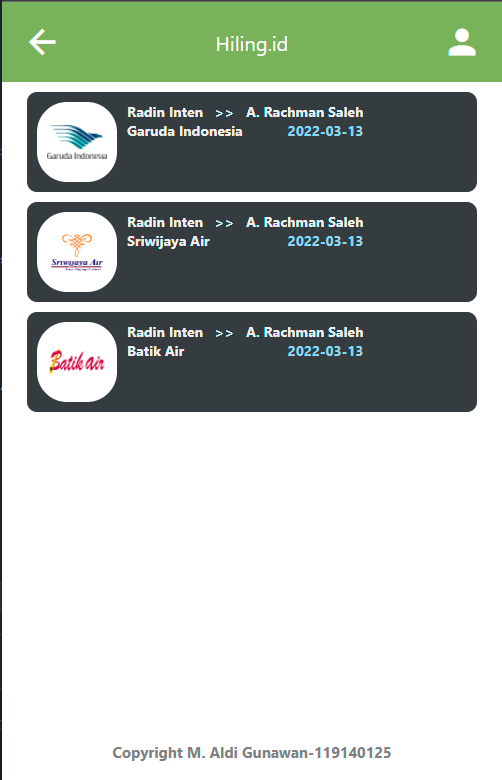 Hiling.id
Radin Inten >> A. Rachman Saleh
Garuda Indonesia 2022-03-13
Garuda Indonesia
Radin Inten >> A. Rachman Saleh
Sriwijaya Air 2022-03-13
Sriwijaya Air
Radin Inten >> A. Rachman Saleh
Batik Air 2022-03-13
Batik air
Copyright M. Aldi Gunawan-119140125